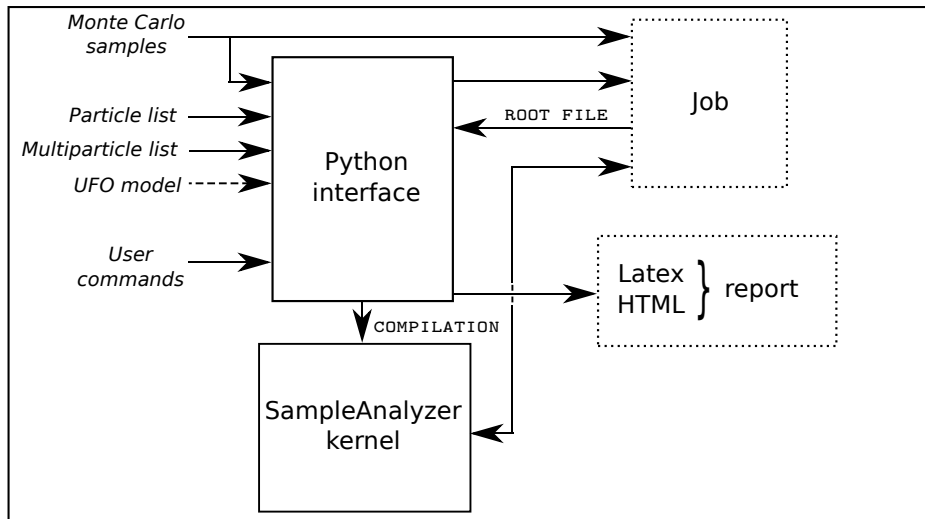 Monte Carlo
samples
Particle list
Multiparticle list
UFO model
User
commands
Python
interface
ROOT FILE
Job
Latex
HTML
} report
COMPILATION
SampleAnalyzer
kernel